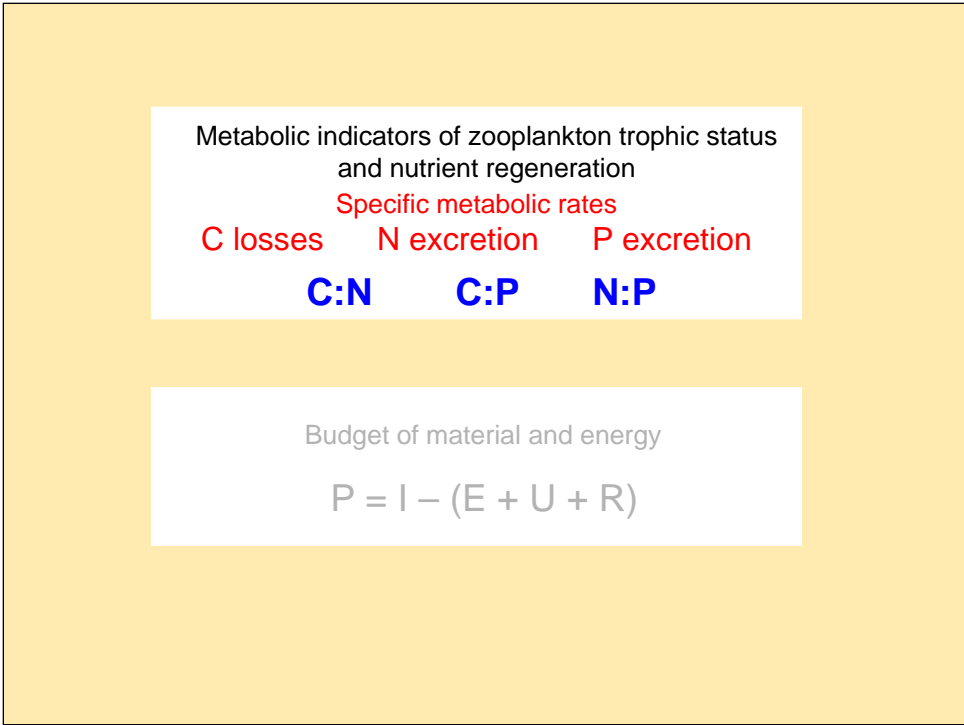 Metabolic indicators of zooplankton trophic status
and nutrient regeneration
Specific metabolic rates
C losses N excretion P excretion
C:N C:P N:P
Budget of material and energy
P = I – (E + U + R)